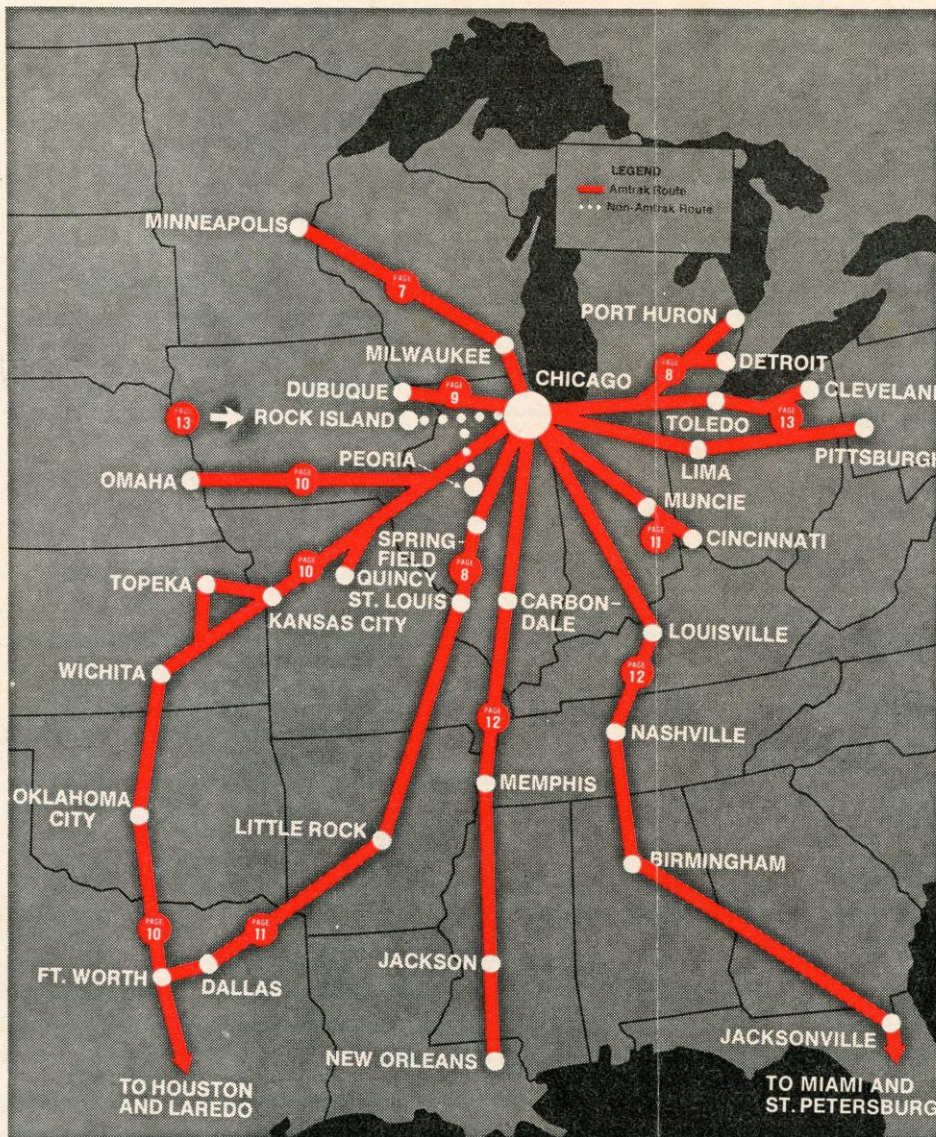 LEGEND
Amtrak Route
Non-Amtrak Route
MINNEAPOLIS
PAGE
7
PORT HURON
MILWAUKEE
PAGE
8
DETROIT
CHICAGO
DUBUQUE
PAGE
9
CLEVELAND
PAGE
13
ROCK ISLAND
TOLEDO
PAGE
13
PITTSBURGH
PEORIA
LIMA
OMAHA
PAGE
10
MUNCIE
SPRING-
FIELD
PAGE
11
CINCINNATI
PAGE
10
QUINCY
PAGE
8
TOPEKA
KANSAS CITY
ST. LOUIS
CARBON-
DALE
LOUISVILLE
WICHITA
PAGE
12
PAGE
12
NASHVILLE
MEMPHIS
OKLAHOMA
CITY
LITTLE ROCK
BIRMINGHAM
PAGE
10
PAGE
11
FT. WORTH
DALLAS
JACKSON
JACKSONVILLE
NEW ORLEANS
TO HOUSTON
AND LAREDO
TO MIAMI AND
ST. PETERSBURG